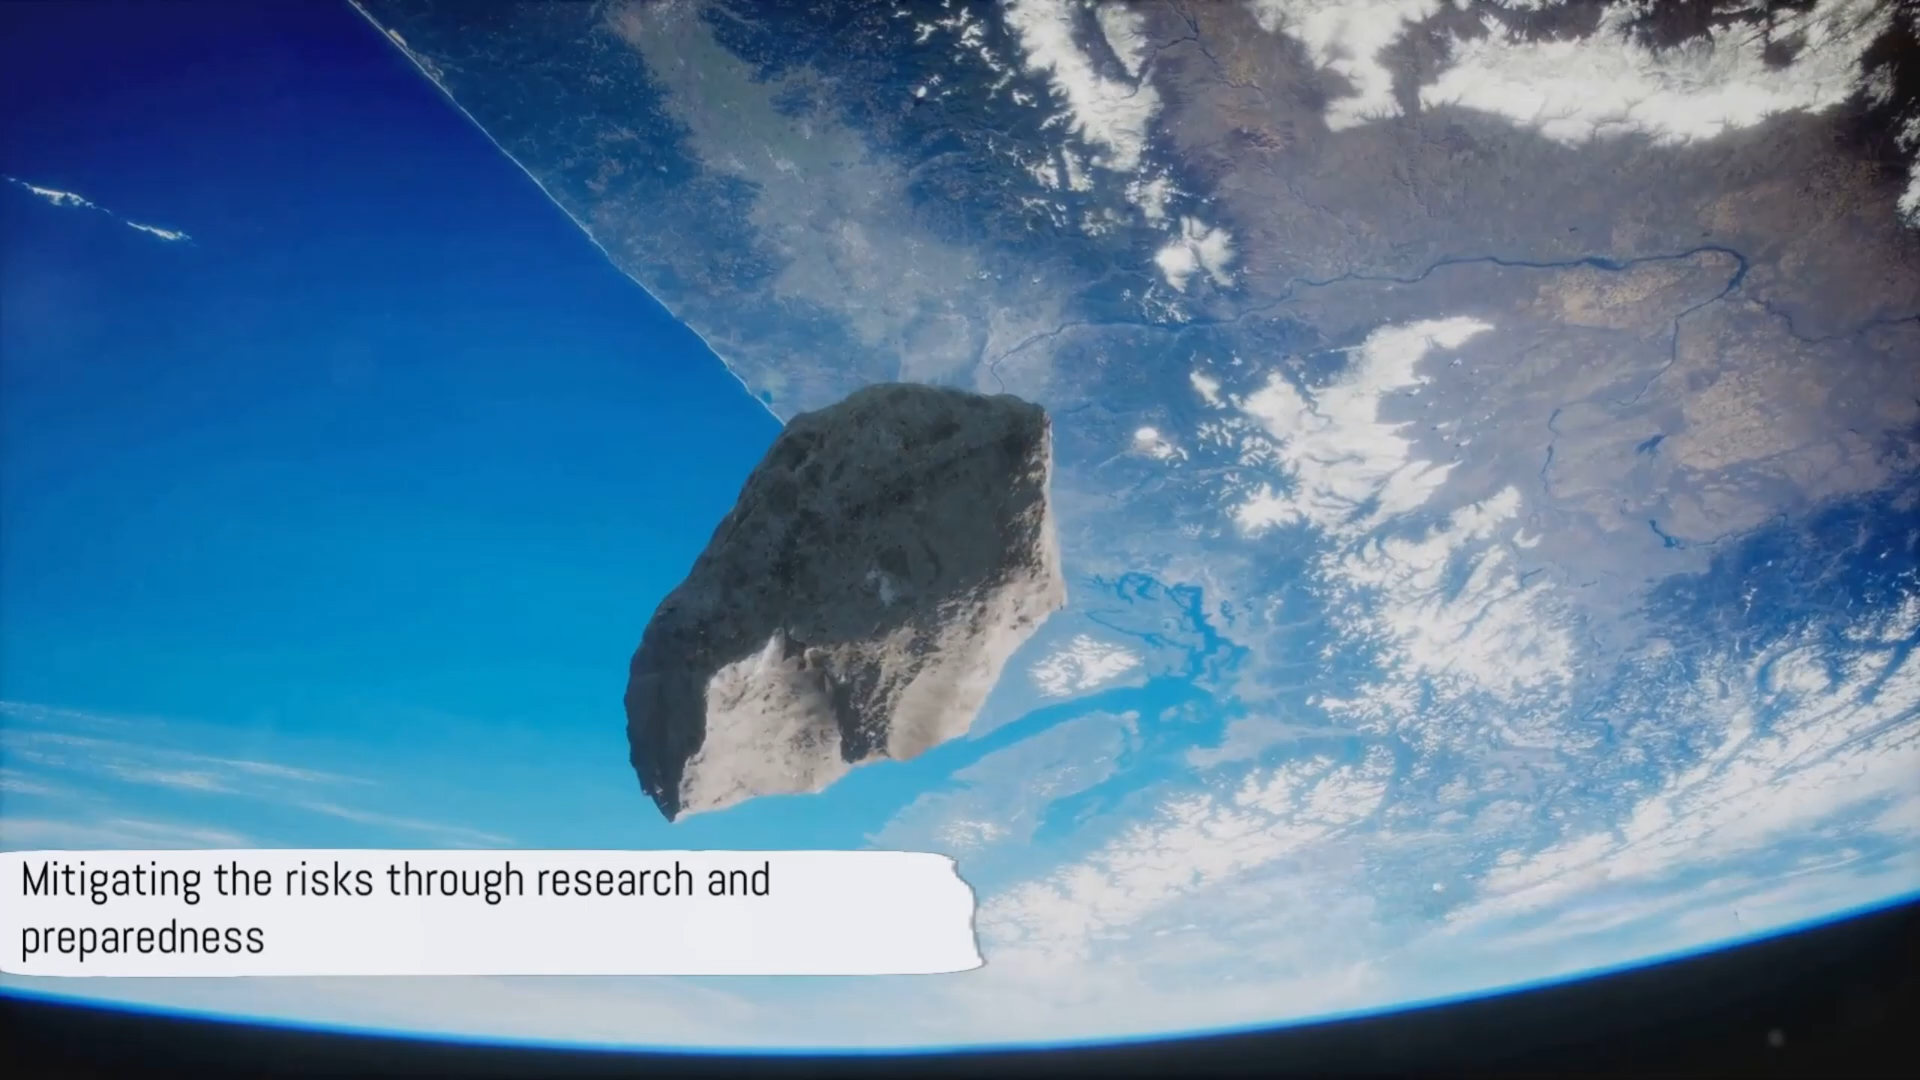 Mitigating the risks through research and
preparedness